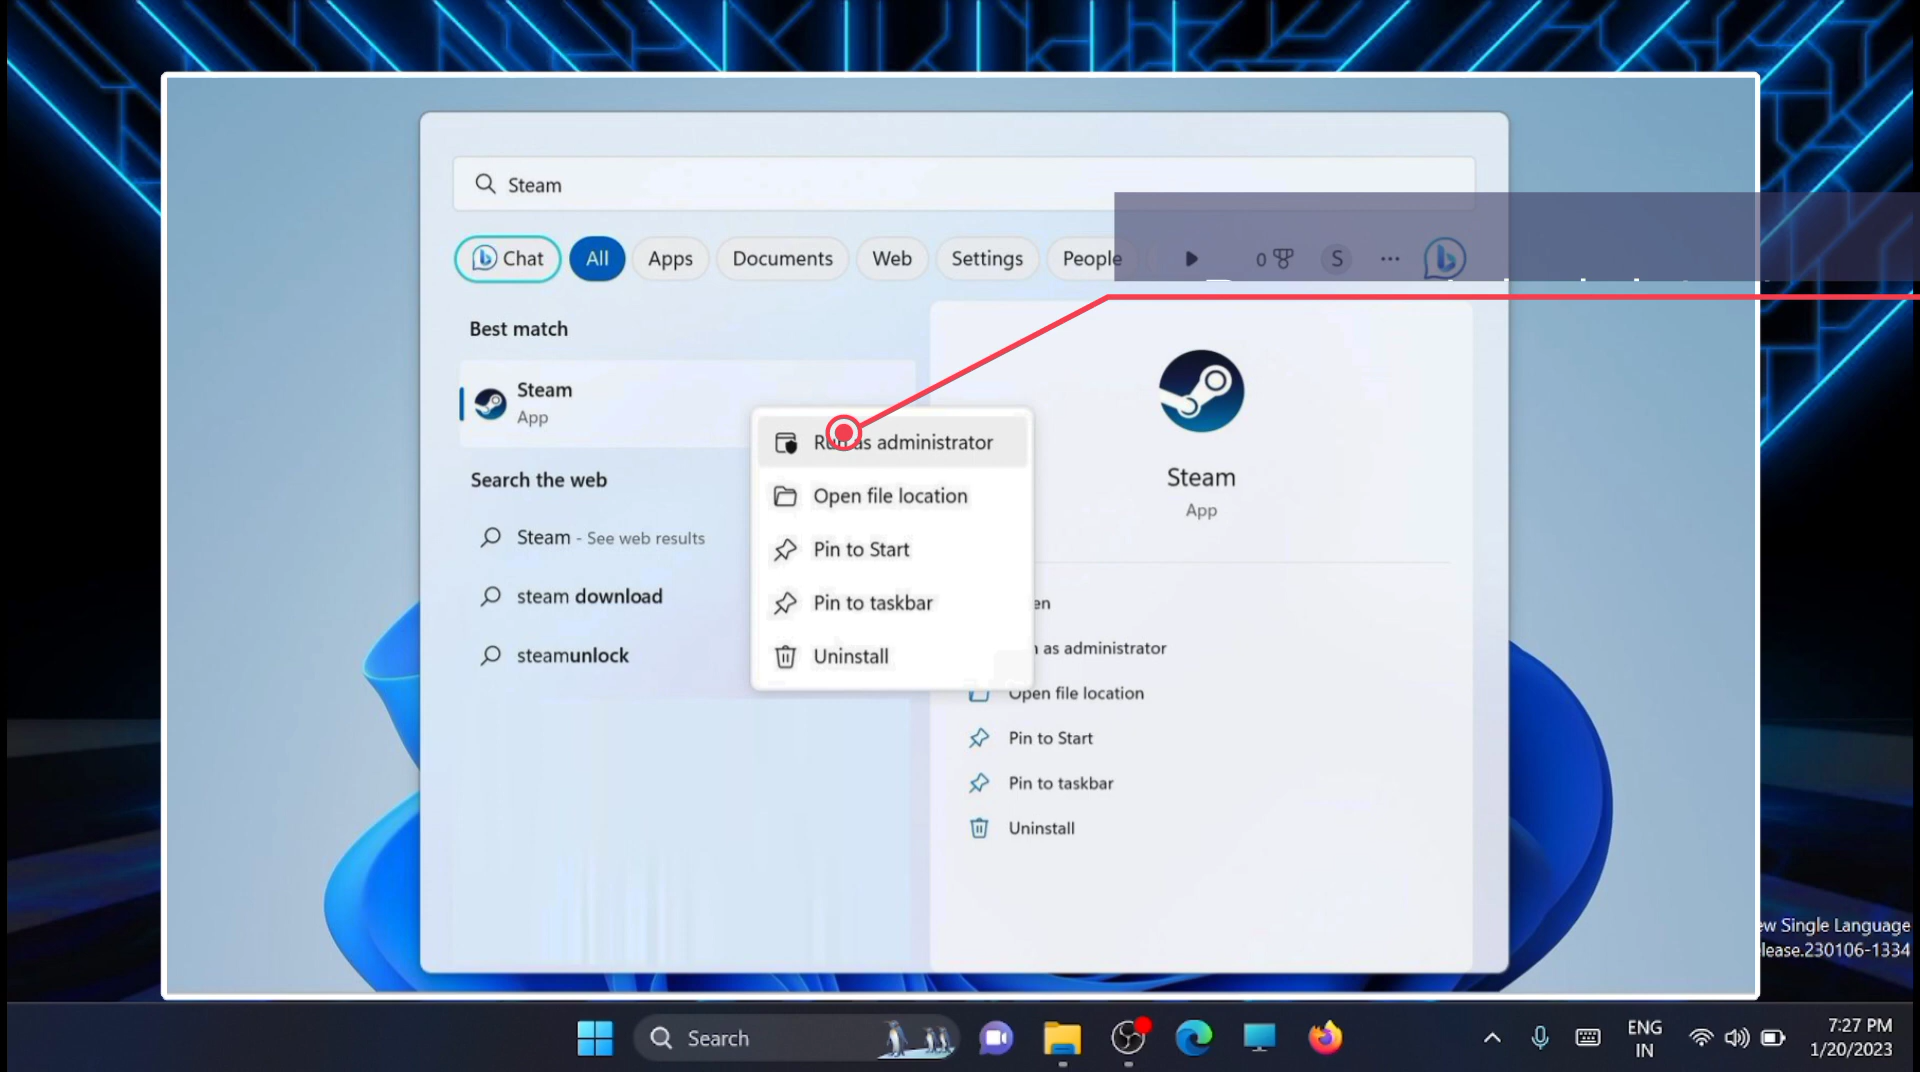 Steam
Chat
All
Apps
Documents
Web
Settings
People
0
S
...
Best match
Steam
App
Run as administrator
Open file location
Pin to Start
Pin to taskbar
Uninstall
Search the web
Steam - See web results
steam download
steamunlock
Steam
App
en
as administrator
Open file location
Pin to Start
Pin to taskbar
Uninstall
ew Single Language
lease.230106-1334
Search
ENG
IN
7:27 PM
1/20/2023